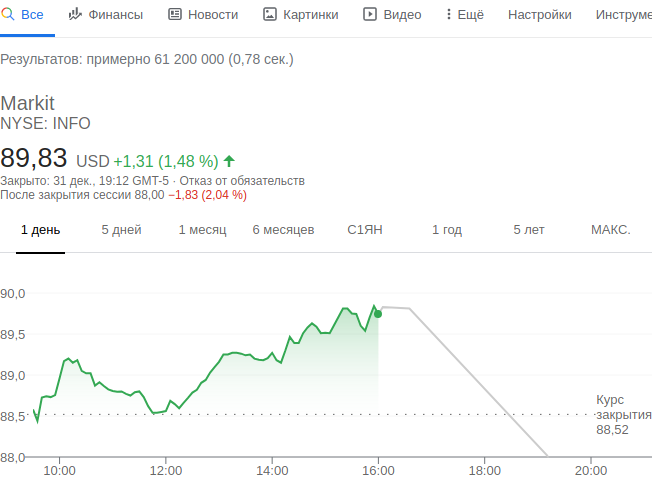 Все Финансы Новости Картинки Видео Ещё Настройки Инструме
Результатов: примерно 61 200 000 (0,78 сек.)
Markit
NYSE: INFO
89,83 USD +1,31 (1,48 %)
Закрыто: 31 дек., 19:12 GMT-5 · Отказ от обязательств
После закрытия сессии 88,00 −1,83 (2,04 %)
1 день 5 дней 1 месяц 6 месяцев С1ЯН 1 год 5 лет МАКС.
90,0
89,5
89,0
88,5
88,0
Курс
закрытия
88,52
10:00 12:00 14:00 16:00 18:00 20:00